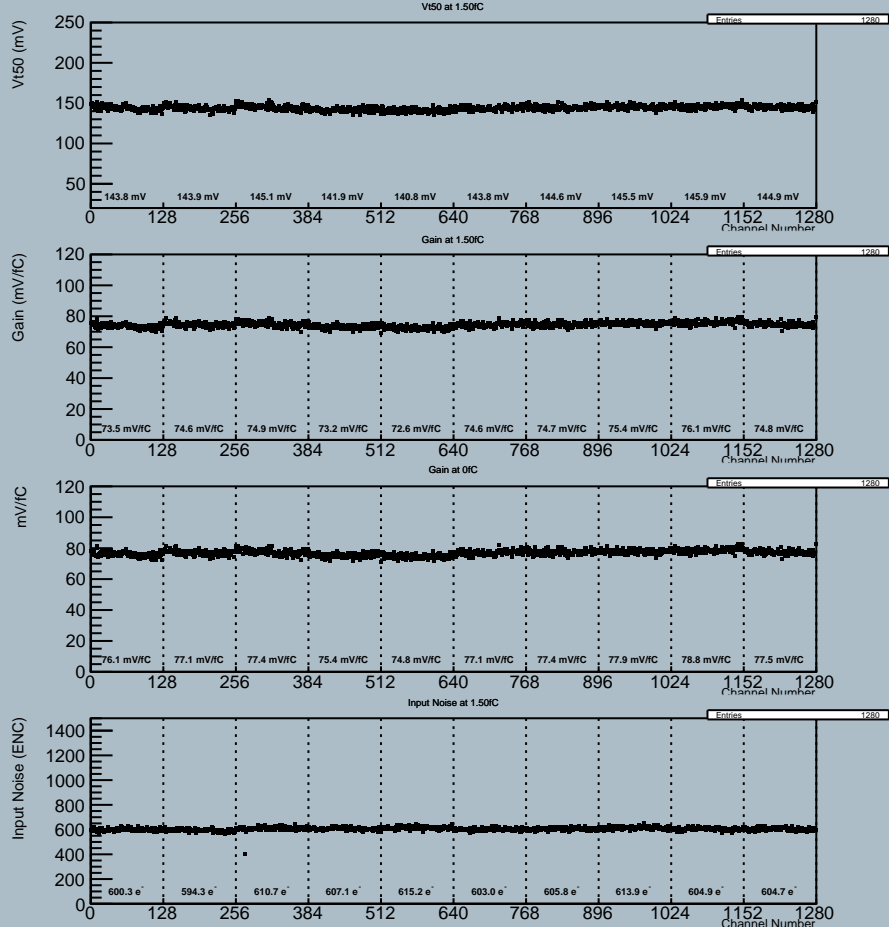 Vt50 at 1.50fC
Entries 1280
Vt50 (mV)
250
200
150
100
50
143.8 mV 143.9 mV 145.1 mV 141.9 mV 140.8 mV 143.8 mV 144.6 mV 145.5 mV 145.9 mV 144.9 mV
0 128 256 384 512 640 768 896 1024 1152 1280
Channel Number
Gain at 1.50fC
Entries 1280
Gain (mV/fC)
120
100
80
60
40
20
0
73.5 mV/fC 74.6 mV/fC 74.9 mV/fC 73.2 mV/fC 72.6 mV/fC 74.6 mV/fC 74.7 mV/fC 75.4 mV/fC 76.1 mV/fC 74.8 mV/fC
0 128 256 384 512 640 768 896 1024 1152 1280
Channel Number
Gain at 0fC
Entries 1280
mV/fC
120
100
80
60
40
20
0
76.1 mV/fC 77.1 mV/fC 77.4 mV/fC 75.4 mV/fC 74.8 mV/fC 77.1 mV/fC 77.4 mV/fC 77.9 mV/fC 78.8 mV/fC 77.5 mV/fC
0 128 256 384 512 640 768 896 1024 1152 1280
Channel Number
Input Noise at 1.50fC
Entries 1280
Input Noise (ENC)
1400
1200
1000
800
600
400
200
0
600.3 e⁻ 594.3 e⁻ 610.7 e⁻ 607.1 e⁻ 615.2 e⁻ 603.0 e⁻ 605.8 e⁻ 613.9 e⁻ 604.9 e⁻ 604.7 e⁻
0 128 256 384 512 640 768 896 1024 1152 1280
Channel Number